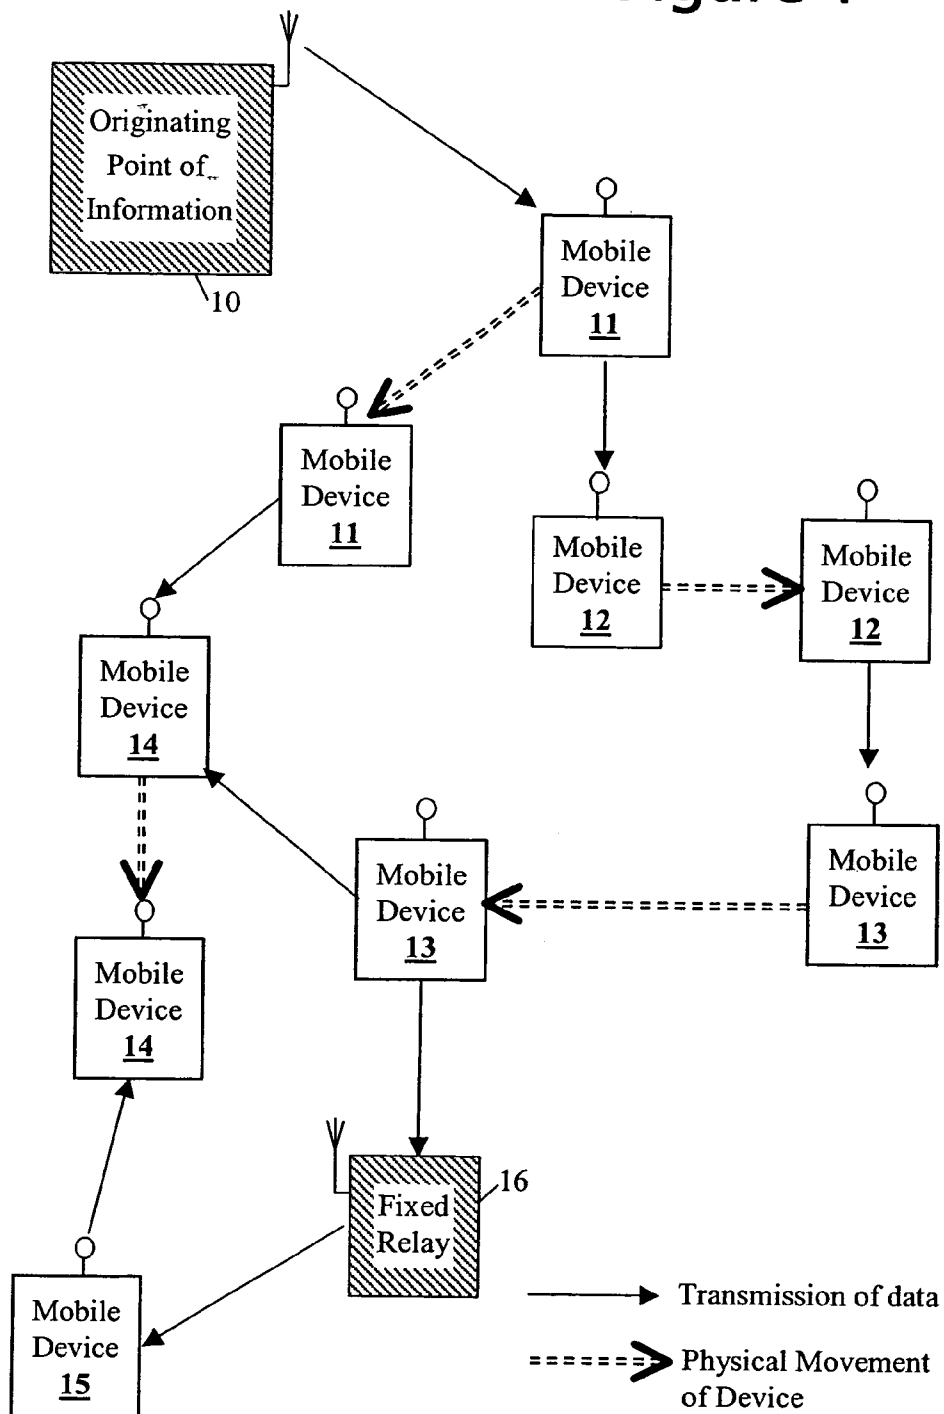 Originating
Point of
Information
10
Mobile
Device
11
Mobile
Device
11
Mobile
Device
12
Mobile
Device
12
Mobile
Device
14
Mobile
Device
13
Mobile
Device
13
Mobile
Device
14
16
Fixed
Relay
Mobile
Device
15
Transmission of data
Physical Movement
of Device